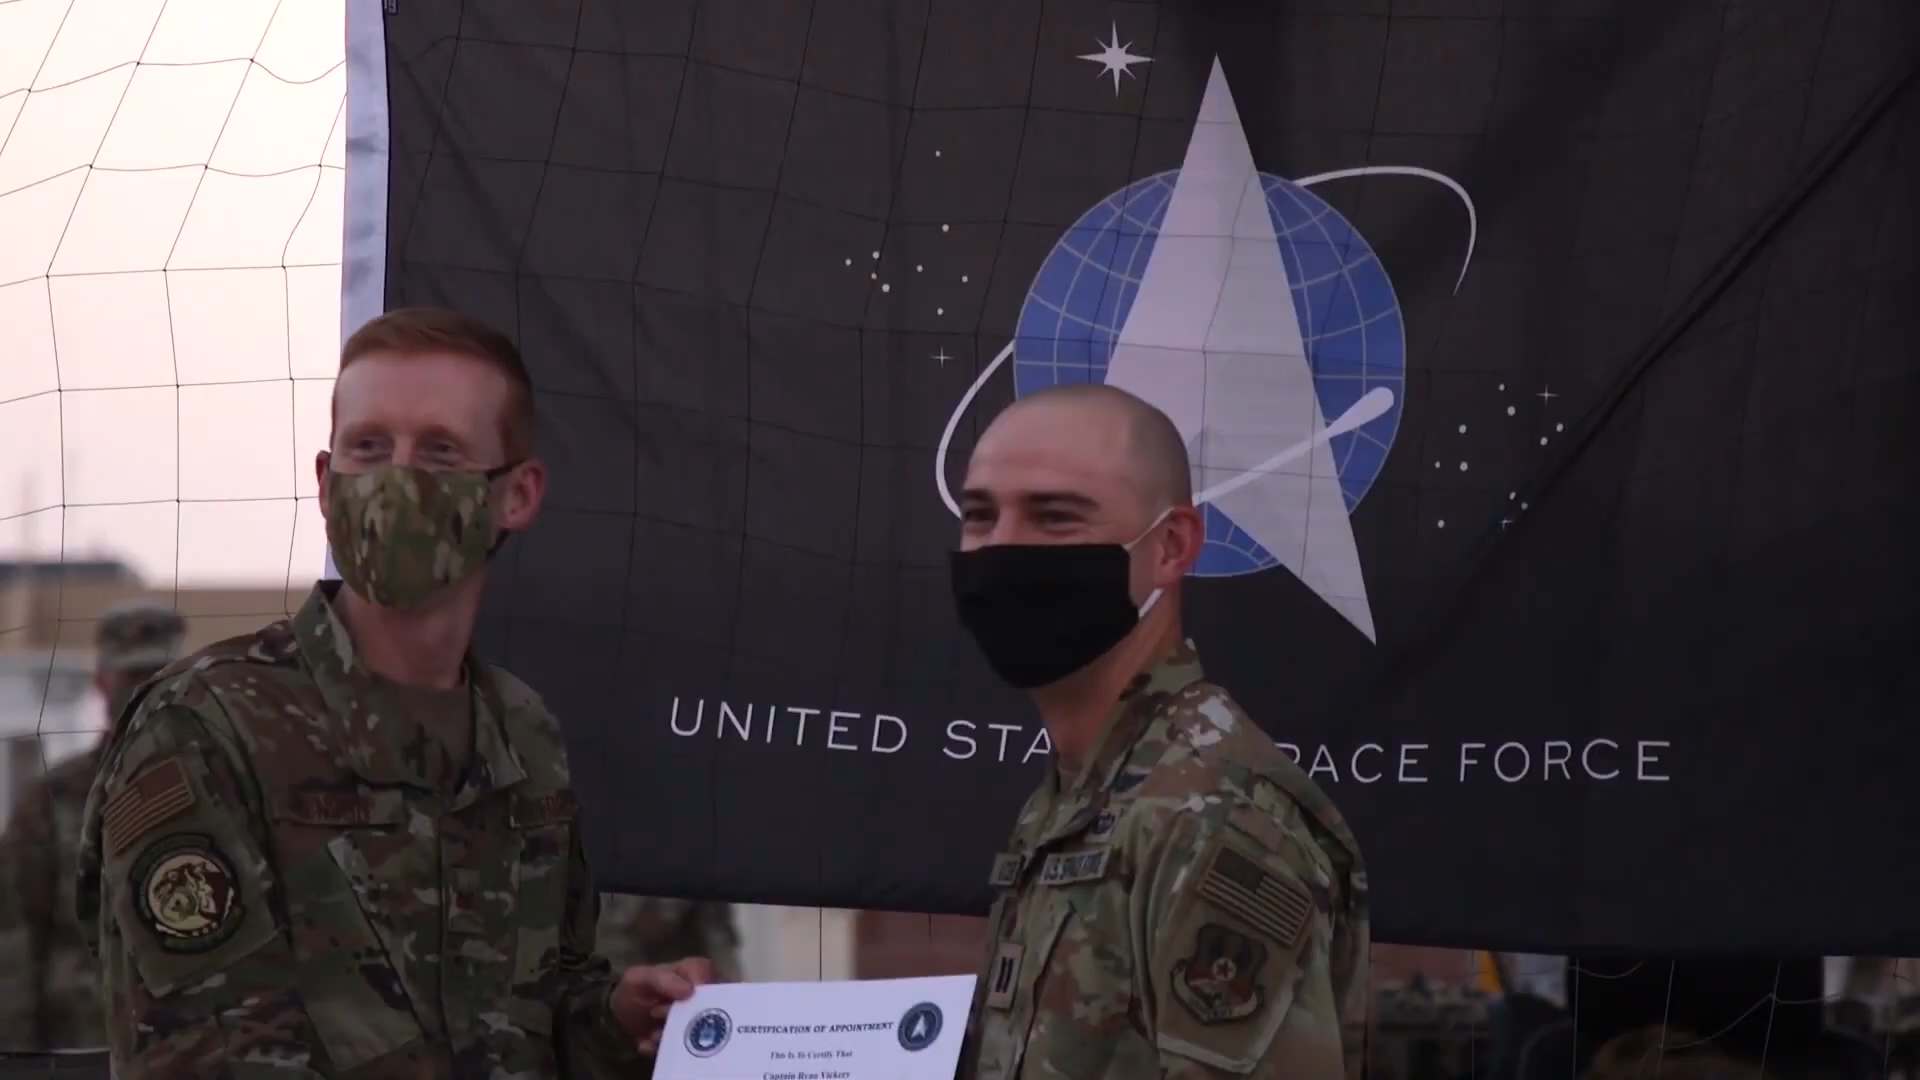 UNITED STA PACE FORCE
U.S. SPACE FORCE
CERTIFICATION OF APPOINTMENT
This Is To Certify That
Captain Ryan Vickery